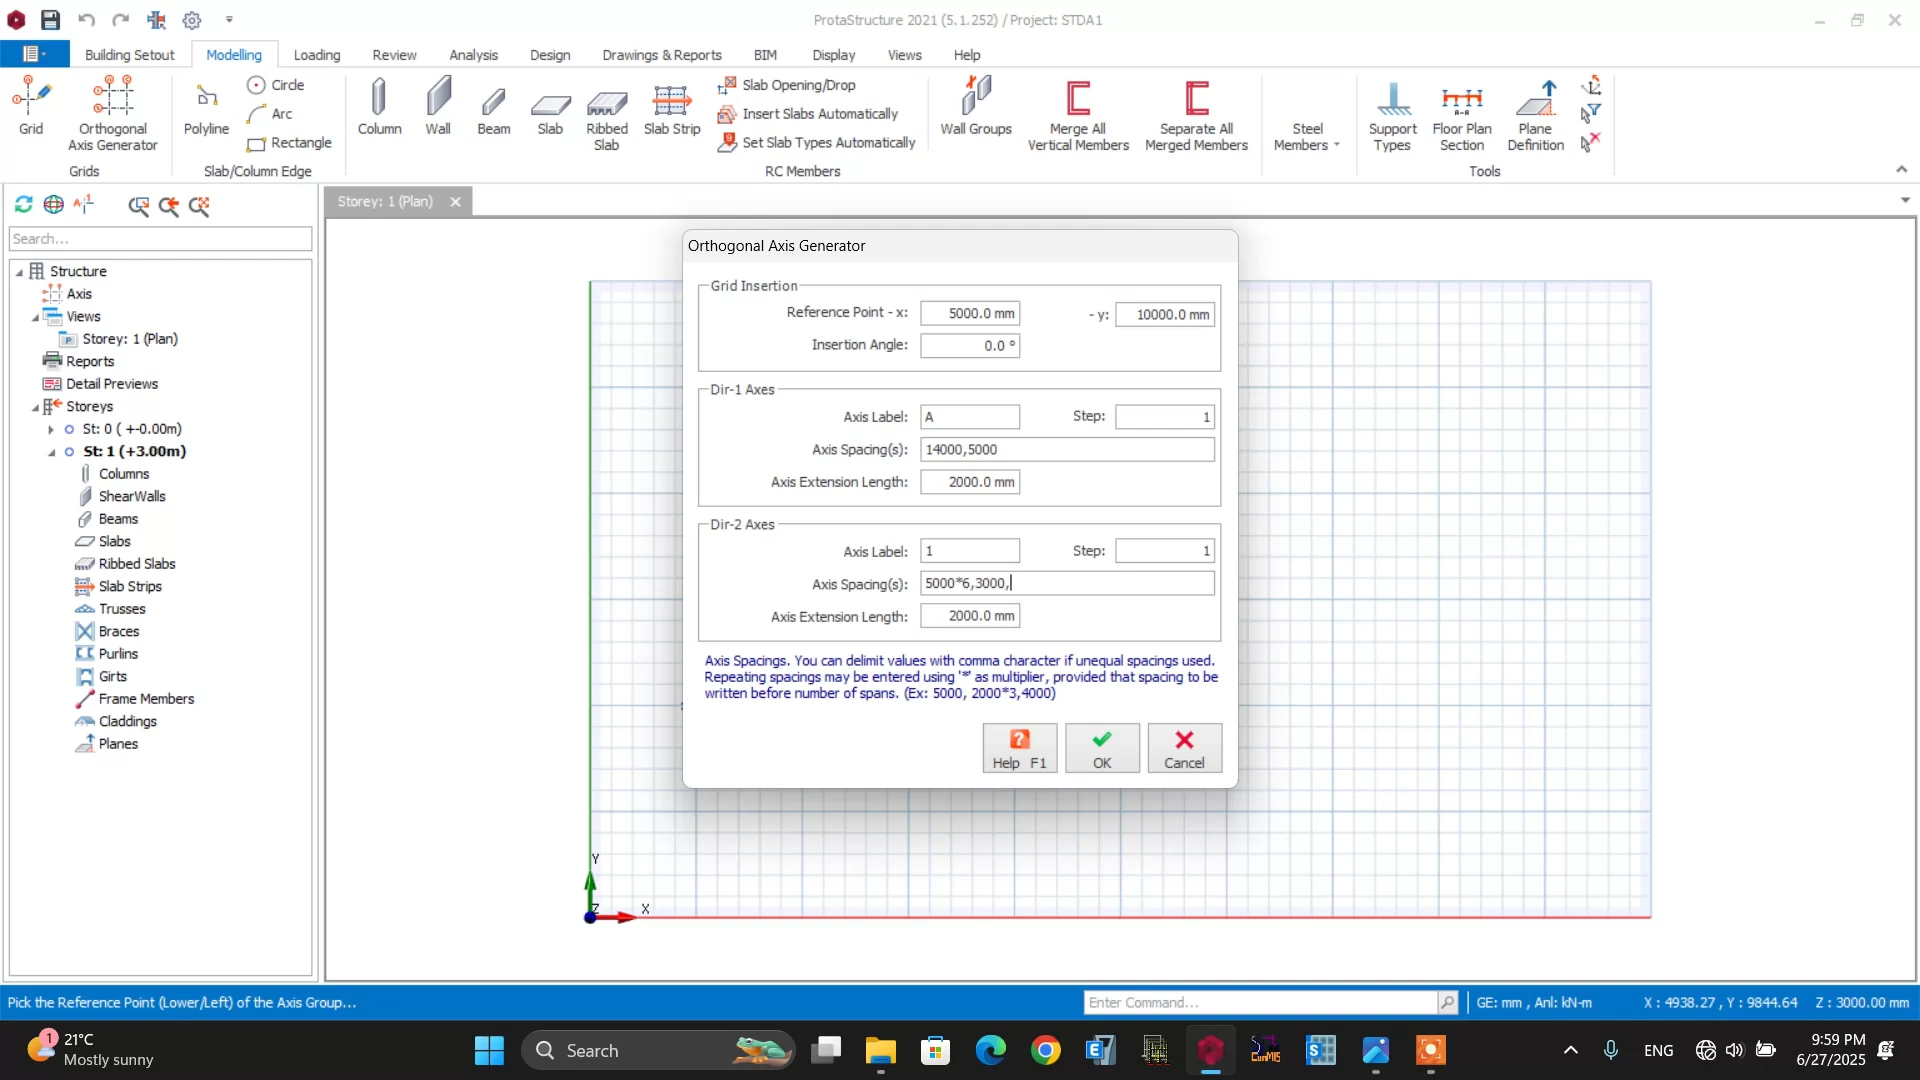 ProtaStructure 2021 (5.1.252) / Project: STDA1
Building Setout
Modelling
Loading
Review
Analysis
Design
Drawings & Reports
BIM
Display
Views
Help
Grid
Orthogonal
Axis Generator
Grids
Polyline
Circle
Arc
Rectangle
Slab/Column Edge
Column
Wall
Beam
Slab
Ribbed
Slab
Slab Strip
Slab Opening/Drop
Insert Slabs Automatically
Set Slab Types Automatically
RC Members
Wall Groups
Merge All
Vertical Members
Separate All
Merged Members
Steel
Members
Support
Types
Floor Plan
Section
Plane
Definition
Tools
Search...
Structure
Axis
Views
Storey: 1 (Plan)
Reports
Detail Previews
Storeys
St: 0 ( +-0.00m)
St: 1 (+3.00m)
Columns
ShearWalls
Beams
Slabs
Ribbed Slabs
Slab Strips
Trusses
Braces
Purlins
Girts
Frame Members
Claddings
Planes
Storey: 1 (Plan)
Orthogonal Axis Generator
Grid Insertion
Reference Point - x: 5000.0 mm - y: 10000.0 mm
Insertion Angle: 0.0 °
Dir-1 Axes
Axis Label: A Step: 1
Axis Spacing(s): 14000,5000
Axis Extension Length: 2000.0 mm
Dir-2 Axes
Axis Label: 1 Step: 1
Axis Spacing(s): 5000*6,3000,
Axis Extension Length: 2000.0 mm
Axis Spacings. You can delimit values with comma character if unequal spacings used.
Repeating spacings may be entered using '*' as multiplier, provided that spacing to be
written before number of spans. (Ex: 5000, 2000*3,4000)
Help F1
OK
Cancel
Y
Z
X
Pick the Reference Point (Lower/Left) of the Axis Group...
Enter Command...
GE: mm , Anl: kN-m
X : 4938.27 , Y : 9844.64
Z : 3000.00 mm
1
21°C
Mostly sunny
Search
ENG
9:59 PM
6/27/2025